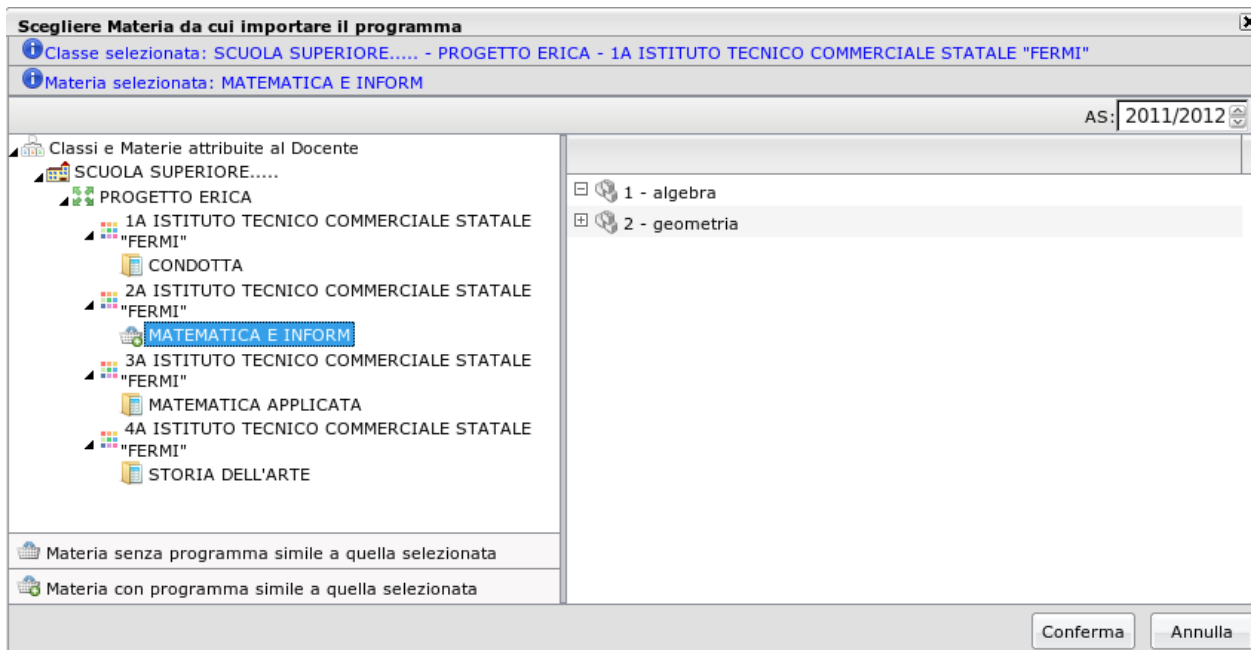 Scegliere Materia da cui importare il programma
Classe selezionata: SCUOLA SUPERIORE..... - PROGETTO ERICA - 1A ISTITUTO TECNICO COMMERCIALE STATALE "FERMI"
Materia selezionata: MATEMATICA E INFORM
AS: 2011/2012
Classi e Materie attribuite al Docente
SCUOLA SUPERIORE.....
PROGETTO ERICA
1A ISTITUTO TECNICO COMMERCIALE STATALE
"FERMI"
CONDOTTA
2A ISTITUTO TECNICO COMMERCIALE STATALE
"FERMI"
MATEMATICA E INFORM
3A ISTITUTO TECNICO COMMERCIALE STATALE
"FERMI"
MATEMATICA APPLICATA
4A ISTITUTO TECNICO COMMERCIALE STATALE
"FERMI"
STORIA DELL'ARTE
Materia senza programma simile a quella selezionata
Materia con programma simile a quella selezionata
1 - algebra
2 - geometria
Conferma
Annulla